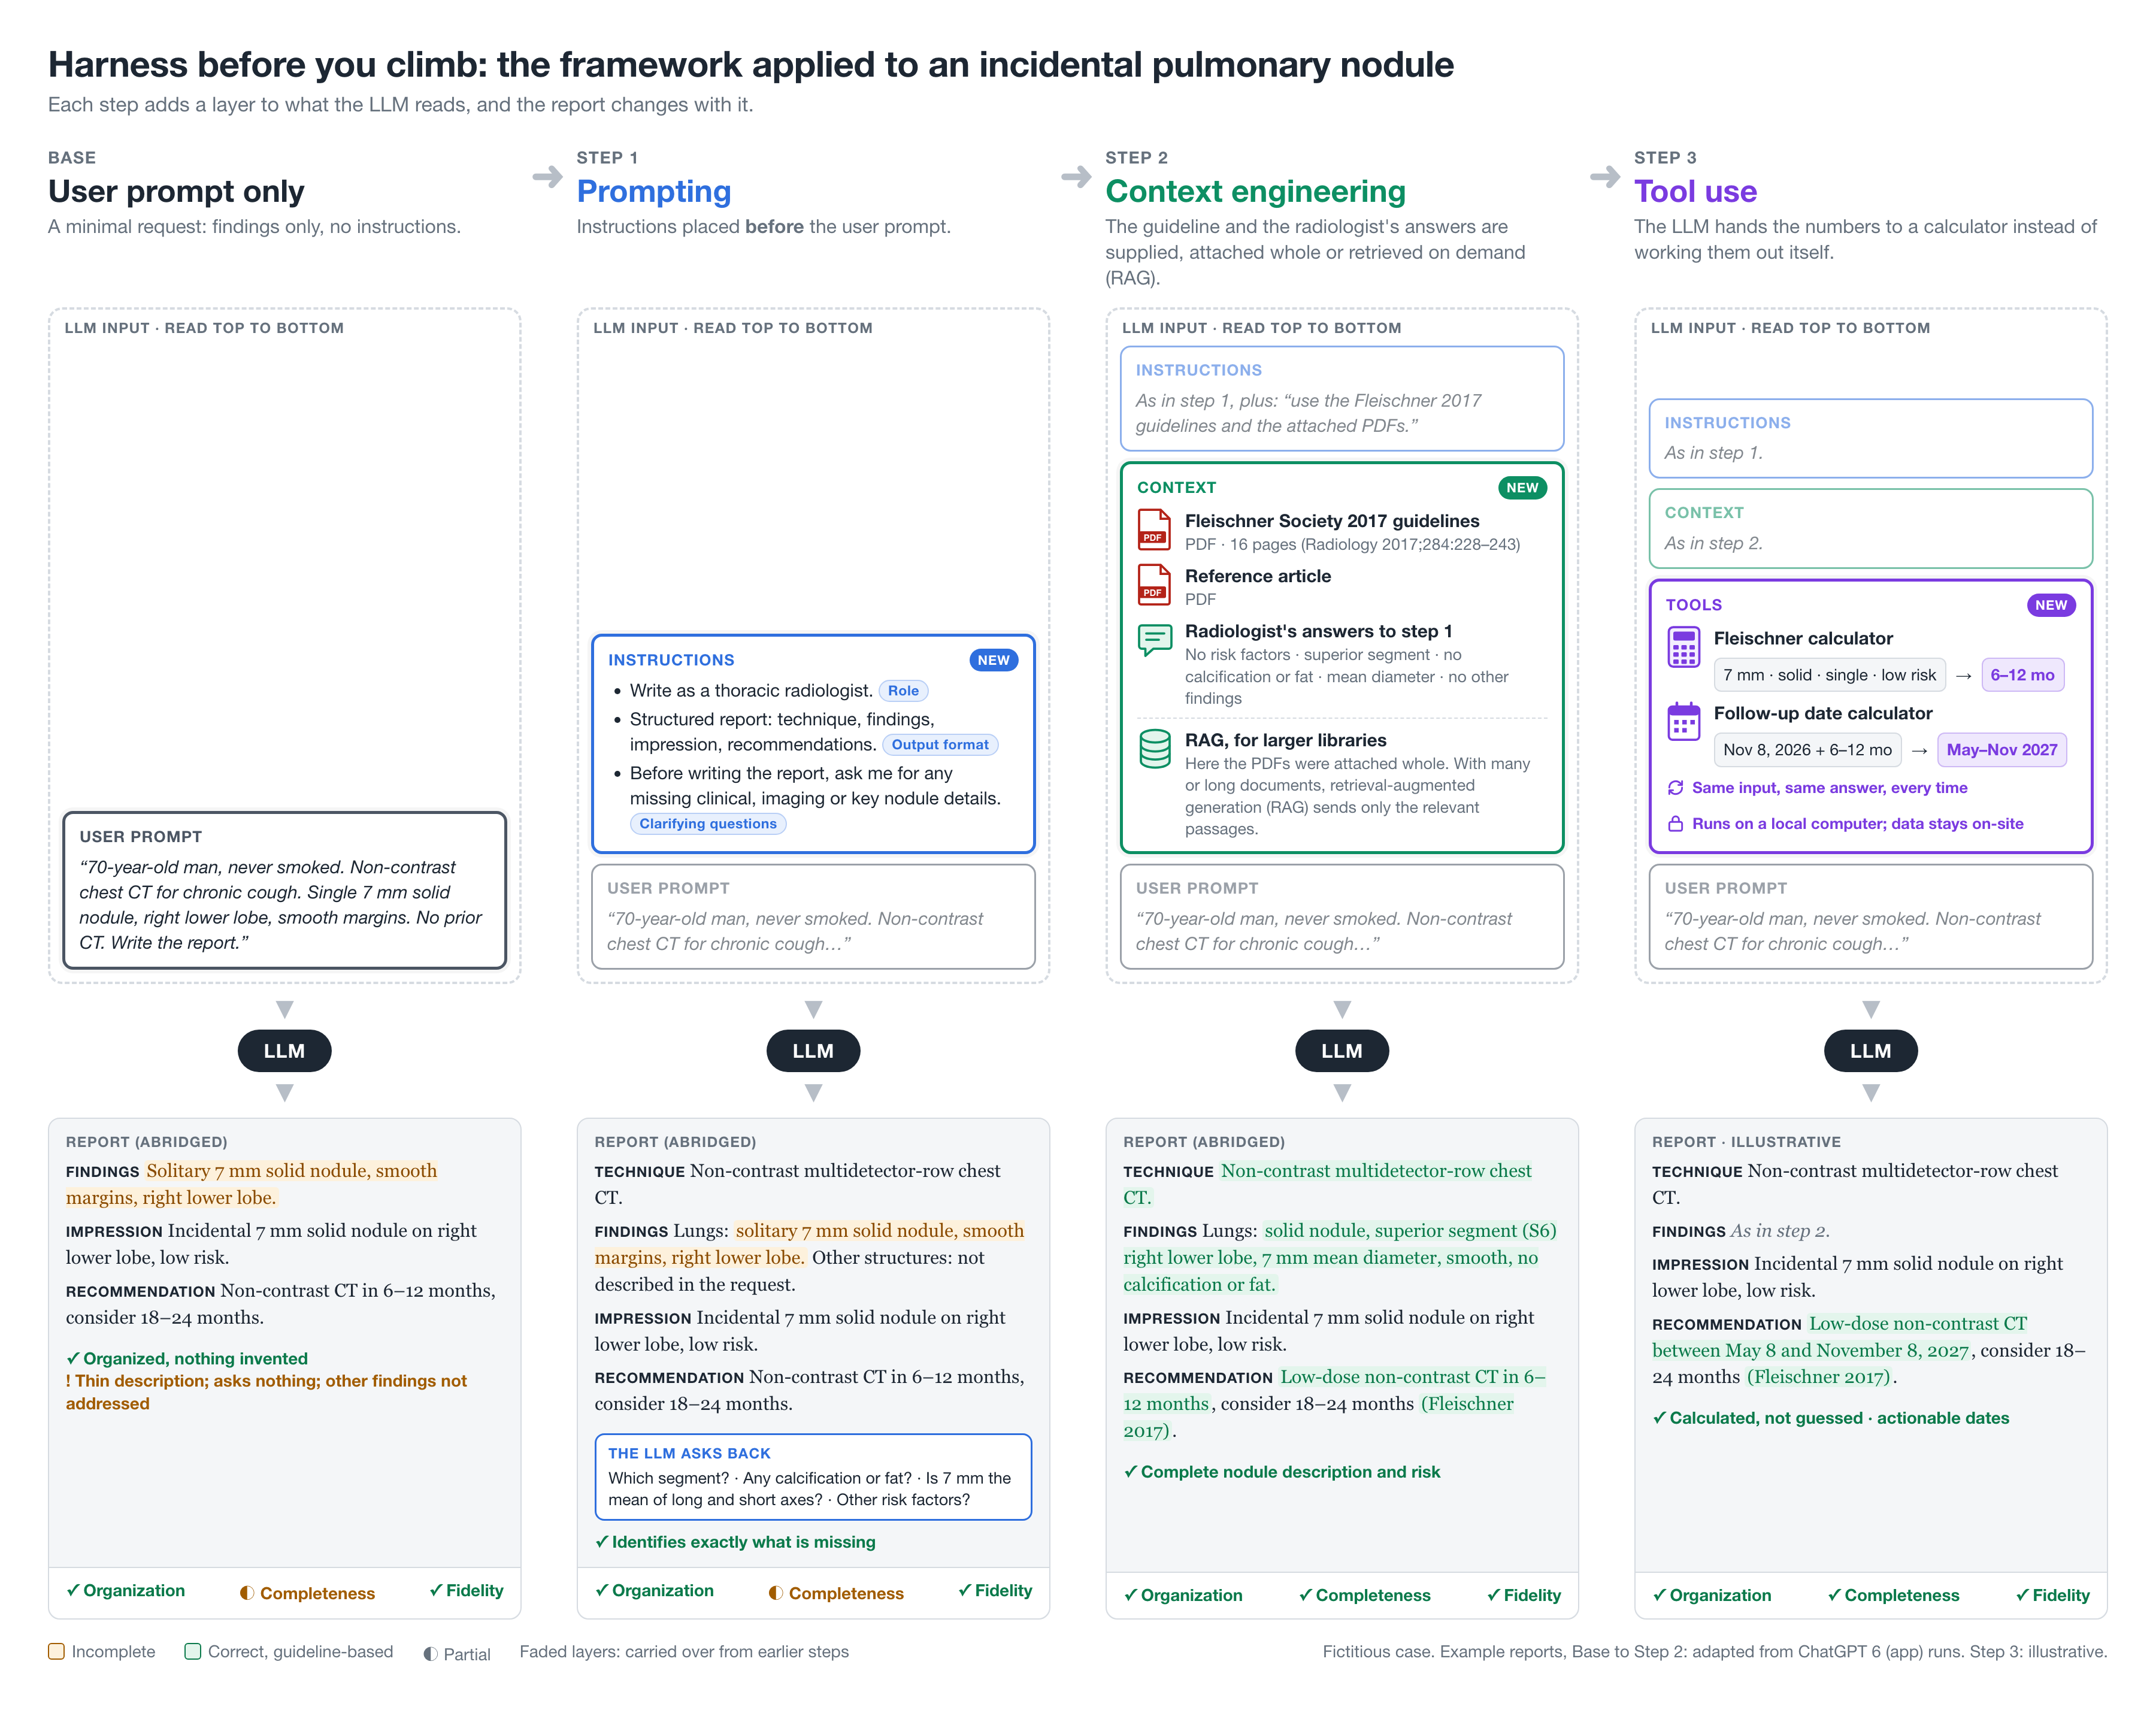 Harness before you climb: the framework applied to an incidental pulmonary nodule
Each step adds a layer to what the LLM reads, and the report changes with it.
BASE
User prompt only
A minimal request: findings only, no instructions.
LLM INPUT · READ TOP TO BOTTOM
USER PROMPT
“70-year-old man, never smoked. Non-contrast
chest CT for chronic cough. Single 7 mm solid
nodule, right lower lobe, smooth margins. No prior
CT. Write the report.”
LLM
REPORT (ABRIDGED)
FINDINGS Solitary 7 mm solid nodule, smooth
margins, right lower lobe.
IMPRESSION Incidental 7 mm solid nodule on right
lower lobe, low risk.
RECOMMENDATION Non-contrast CT in 6–12 months,
consider 18–24 months.
✓ Organized, nothing invented
! Thin description; asks nothing; other findings not
addressed
✓ Organization ◐ Completeness ✓ Fidelity
➜
STEP 1
Prompting
Instructions placed before the user prompt.
LLM INPUT · READ TOP TO BOTTOM
INSTRUCTIONS NEW
• Write as a thoracic radiologist. Role
• Structured report: technique, findings,
impression, recommendations. Output format
• Before writing the report, ask me for any
missing clinical, imaging or key nodule details.
Clarifying questions
USER PROMPT
“70-year-old man, never smoked. Non-contrast
chest CT for chronic cough…”
LLM
REPORT (ABRIDGED)
TECHNIQUE Non-contrast multidetector-row chest
CT.
FINDINGS Lungs: solitary 7 mm solid nodule, smooth
margins, right lower lobe. Other structures: not
described in the request.
IMPRESSION Incidental 7 mm solid nodule on right
lower lobe, low risk.
RECOMMENDATION Non-contrast CT in 6–12 months,
consider 18–24 months.
THE LLM ASKS BACK
Which segment? · Any calcification or fat? · Is 7 mm the
mean of long and short axes? · Other risk factors?
✓ Identifies exactly what is missing
✓ Organization ◐ Completeness ✓ Fidelity
➜
STEP 2
Context engineering
The guideline and the radiologist's answers are
supplied, attached whole or retrieved on demand
(RAG).
LLM INPUT · READ TOP TO BOTTOM
INSTRUCTIONS
As in step 1, plus: “use the Fleischner 2017
guidelines and the attached PDFs.”
CONTEXT NEW
PDF
Fleischner Society 2017 guidelines
PDF · 16 pages (Radiology 2017;284:228–243)
PDF
Reference article
PDF
Radiologist's answers to step 1
No risk factors · superior segment · no
calcification or fat · mean diameter · no other
findings
RAG, for larger libraries
Here the PDFs were attached whole. With many
or long documents, retrieval-augmented
generation (RAG) sends only the relevant
passages.
USER PROMPT
“70-year-old man, never smoked. Non-contrast
chest CT for chronic cough…”
LLM
REPORT (ABRIDGED)
TECHNIQUE Non-contrast multidetector-row chest
CT.
FINDINGS Lungs: solid nodule, superior segment (S6)
right lower lobe, 7 mm mean diameter, smooth, no
calcification or fat.
IMPRESSION Incidental 7 mm solid nodule on right
lower lobe, low risk.
RECOMMENDATION Low-dose non-contrast CT in 6–
12 months, consider 18–24 months (Fleischner
2017).
✓ Complete nodule description and risk
✓ Organization ✓ Completeness ✓ Fidelity
➜
STEP 3
Tool use
The LLM hands the numbers to a calculator instead of
working them out itself.
LLM INPUT · READ TOP TO BOTTOM
INSTRUCTIONS
As in step 1.
CONTEXT
As in step 2.
TOOLS NEW
Fleischner calculator
7 mm · solid · single · low risk → 6–12 mo
Follow-up date calculator
Nov 8, 2026 + 6–12 mo → May–Nov 2027
Same input, same answer, every time
Runs on a local computer; data stays on-site
USER PROMPT
“70-year-old man, never smoked. Non-contrast
chest CT for chronic cough…”
LLM
REPORT · ILLUSTRATIVE
TECHNIQUE Non-contrast multidetector-row chest
CT.
FINDINGS As in step 2.
IMPRESSION Incidental 7 mm solid nodule on right
lower lobe, low risk.
RECOMMENDATION Low-dose non-contrast CT
between May 8 and November 8, 2027, consider 18–
24 months (Fleischner 2017).
✓ Calculated, not guessed · actionable dates
✓ Organization ✓ Completeness ✓ Fidelity
Incomplete Correct, guideline-based ◐ Partial Faded layers: carried over from earlier steps
Fictitious case. Example reports, Base to Step 2: adapted from ChatGPT 6 (app) runs. Step 3: illustrative.